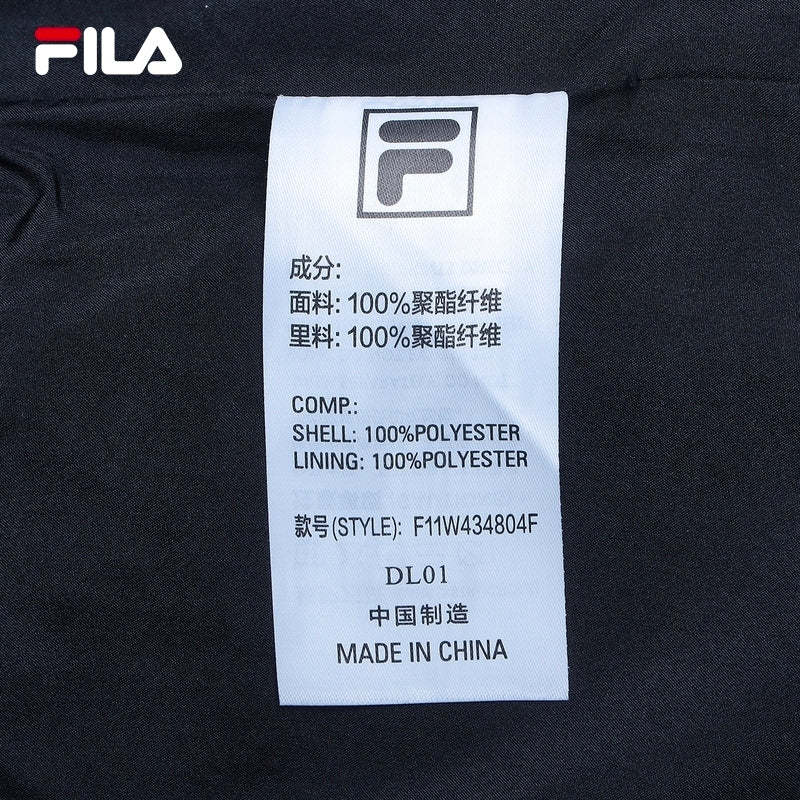 FILA
F
成分:
面料: 100%聚酯纤维
里料: 100%聚酯纤维
COMP.:
SHELL: 100%POLYESTER
LINING: 100%POLYESTER
款号(STYLE): F11W434804F
DL01
中国制造
MADE IN CHINA